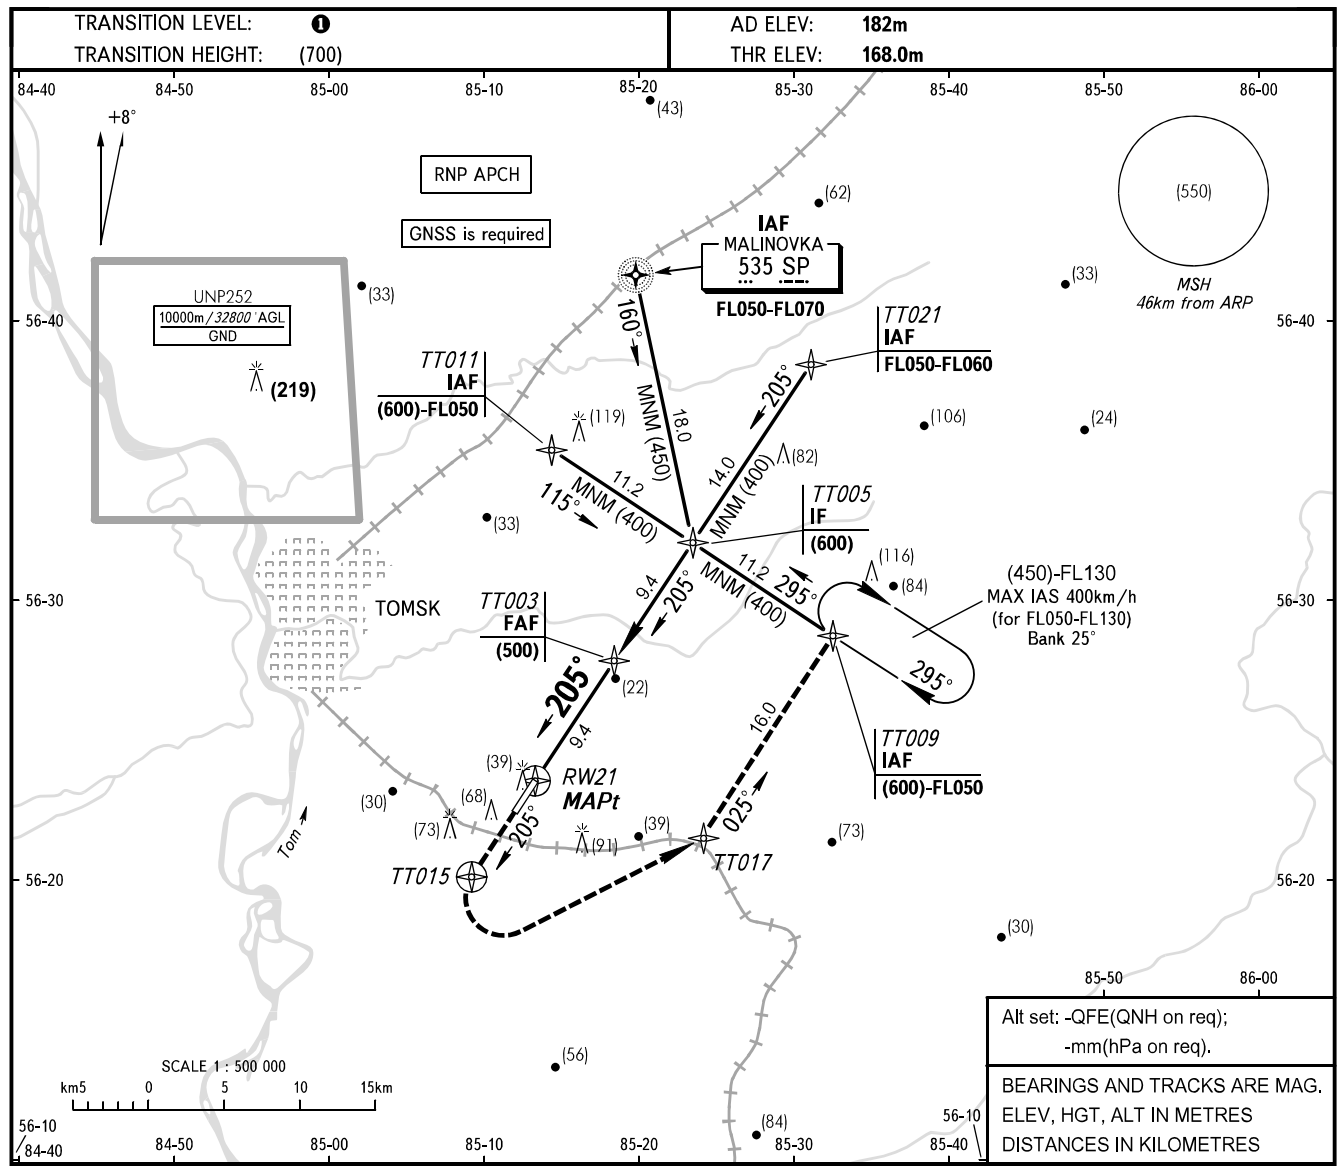 TRANSITION LEVEL: ❶
TRANSITION HEIGHT: (700)
AD ELEV: 182m
THR ELEV: 168.0m
84-40 84-50 85-00 85-10 85-20 85-30 85-40 85-50 86-00
(43)
+8°
RNP APCH
(550)
(62)
IAF
MALINOVKA
535 SP
FL050-FL070
GNSS is required
MSH
46km from ARP
(33)
(33)
UNP252
10000m/32800'AGL
GND
(219)
56-40
56-40
160°
MNM (450)
18.0
TT021
IAF
FL050-FL060
TT011
IAF
(600)-FL050
205°
14.0
MNM (400)
(119)
(106)
(24)
(82)
11.2
MNM (400)
115°
TT005
IF
(600)
(33)
(116)
(84)
11.2
295°
MNM (400)
(450)-FL130
MAX IAS 400km/h
(for FL050-FL130)
Bank 25°
56-30
56-30
TOMSK
9.4
205°
TT003
FAF
(500)
295°
(22)
205°
9.4
16.0
TT009
IAF
(600)-FL050
(39)
RW21
MAPt
(30)
(68)
(73)
205°
025°
(91)
(39)
(73)
Tom
TT015
TT017
56-20
56-20
(30)
85-50 86-00
Alt set: -QFE(QNH on req);
-mm(hPa on req).
(56)
SCALE 1 : 500 000
km5 0 5 10 15km
BEARINGS AND TRACKS ARE MAG.
ELEV, HGT, ALT IN METRES
DISTANCES IN KILOMETRES
(84)
56-10
56-10
84-40 84-50 85-00 85-10 85-20 85-30 85-40